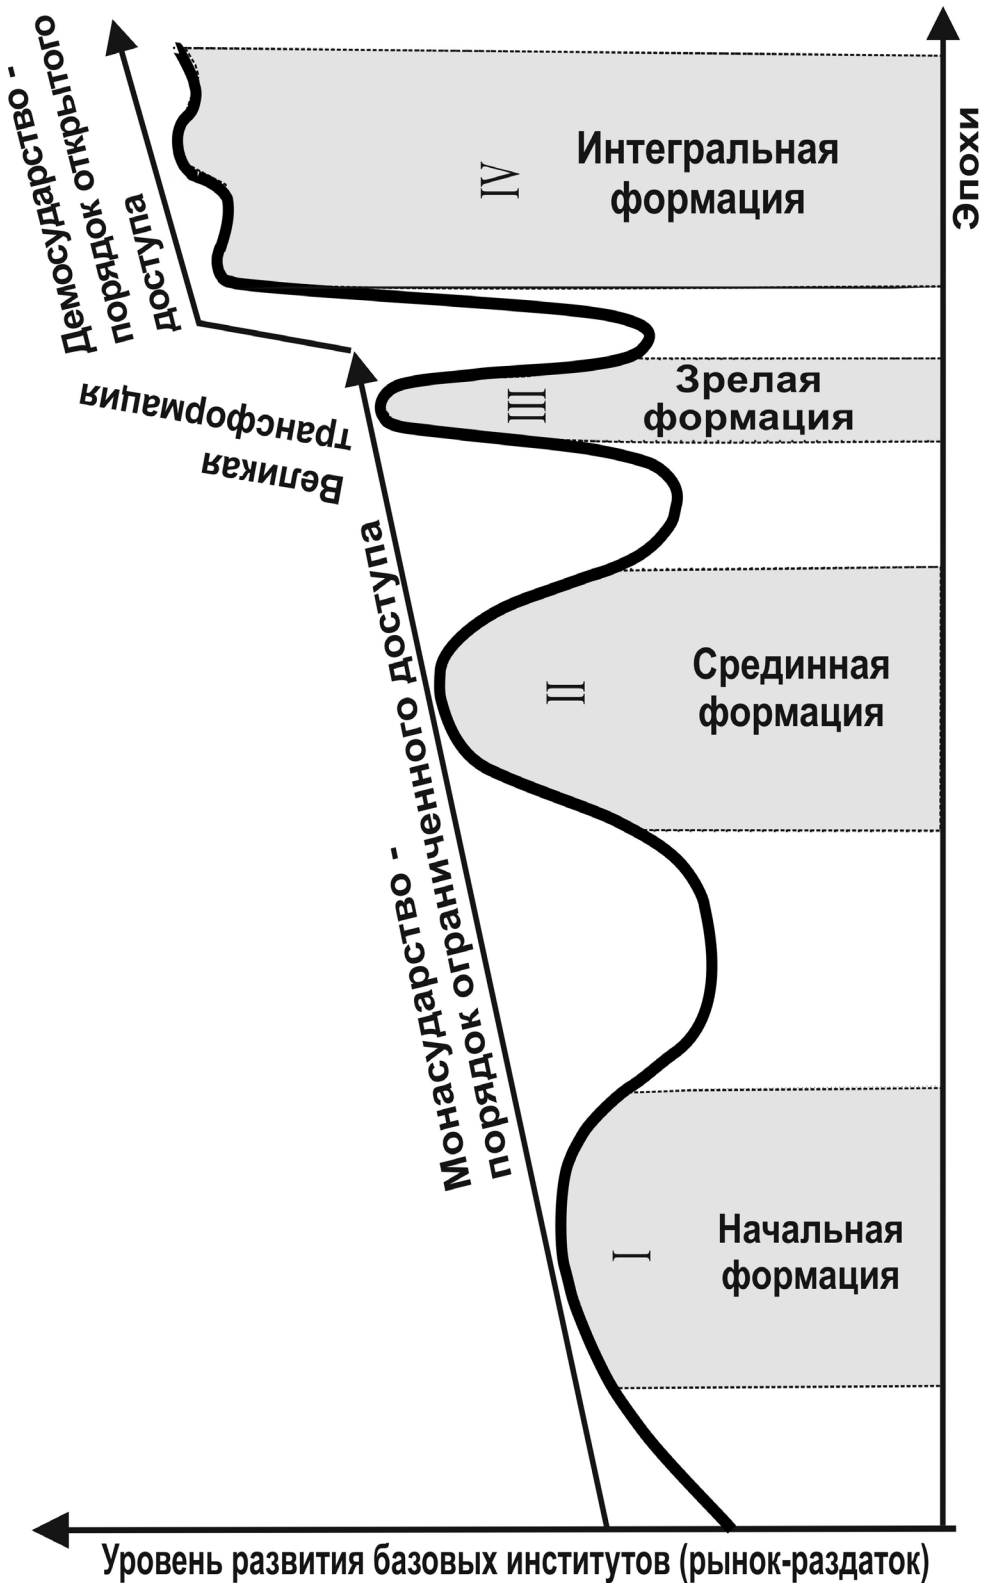 Демосударство -
порядок открытого
доступа
Великая
трансформация
Монасударство -
порядок ограниченного доступа
IV
Интегральная
формация
III
Зрелая
формация
II
Срединная
формация
I
Начальная
формация
Эпохи
Уровень развития базовых институтов (рынок-раздаток)